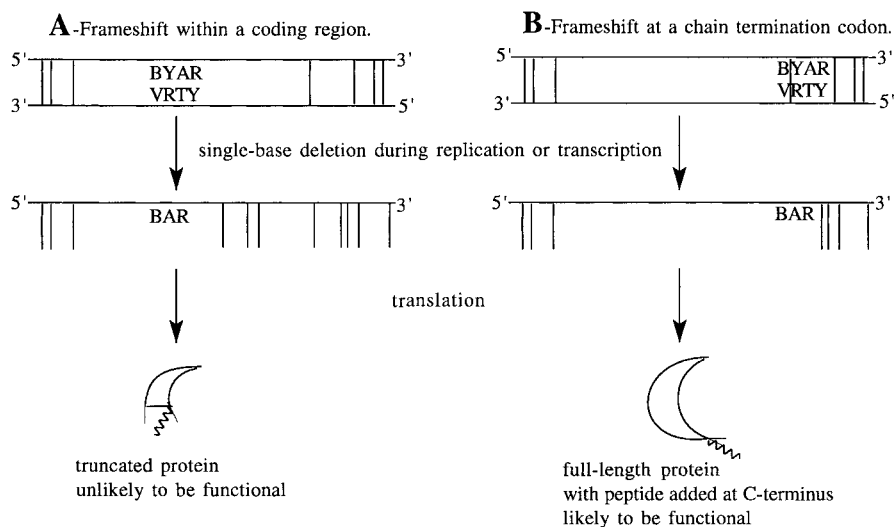 A-Frameshift within a coding region.
5' 3'
BYAR
VRTY
3' 5'
B-Frameshift at a chain termination codon.
5' 3'
BYAR
VRTY
3' 5'
single-base deletion during replication or transcription
5' BAR 3'
5' BAR 3'
translation
truncated protein
unlikely to be functional
full-length protein
with peptide added at C-terminus
likely to be functional